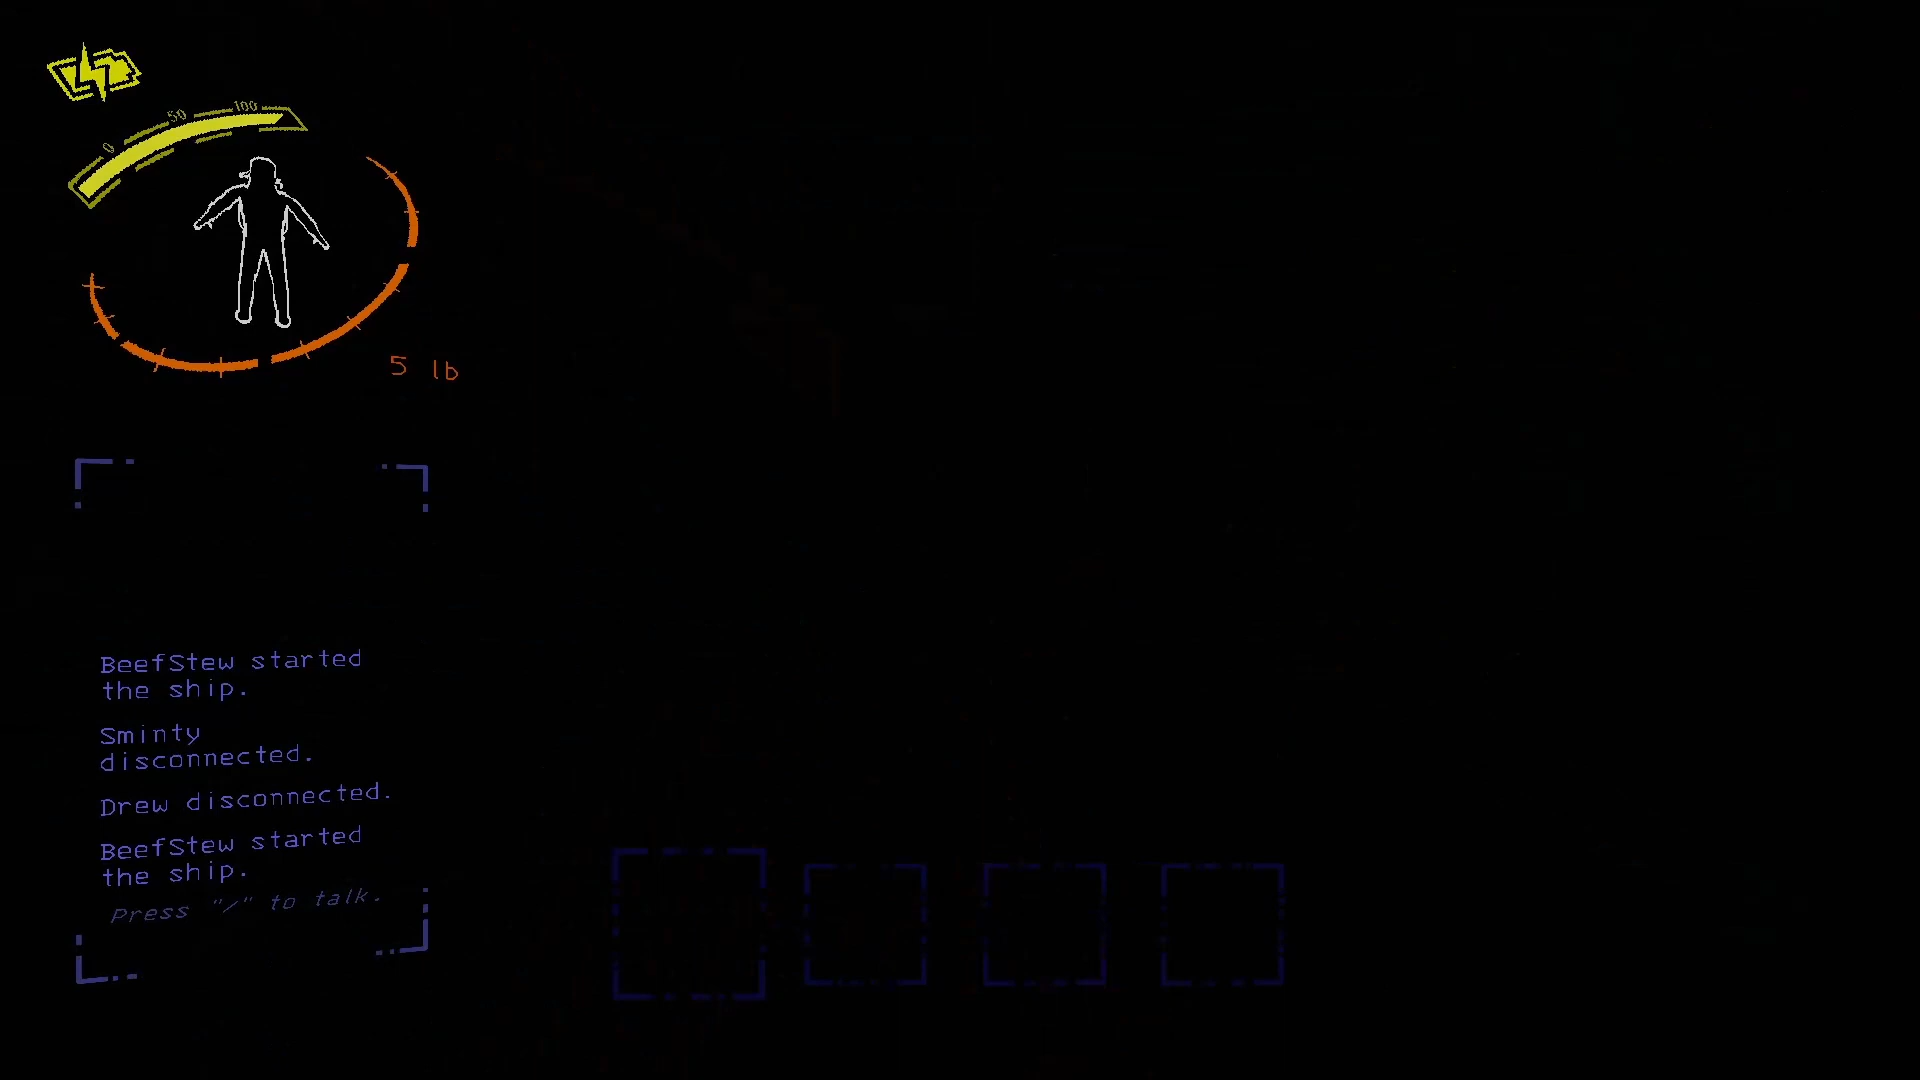 0 50 100
5 lb
BeefStew started
the ship.
Sminty
disconnected.
Drew disconnected.
BeefStew started
the ship.
Press "/" to talk.